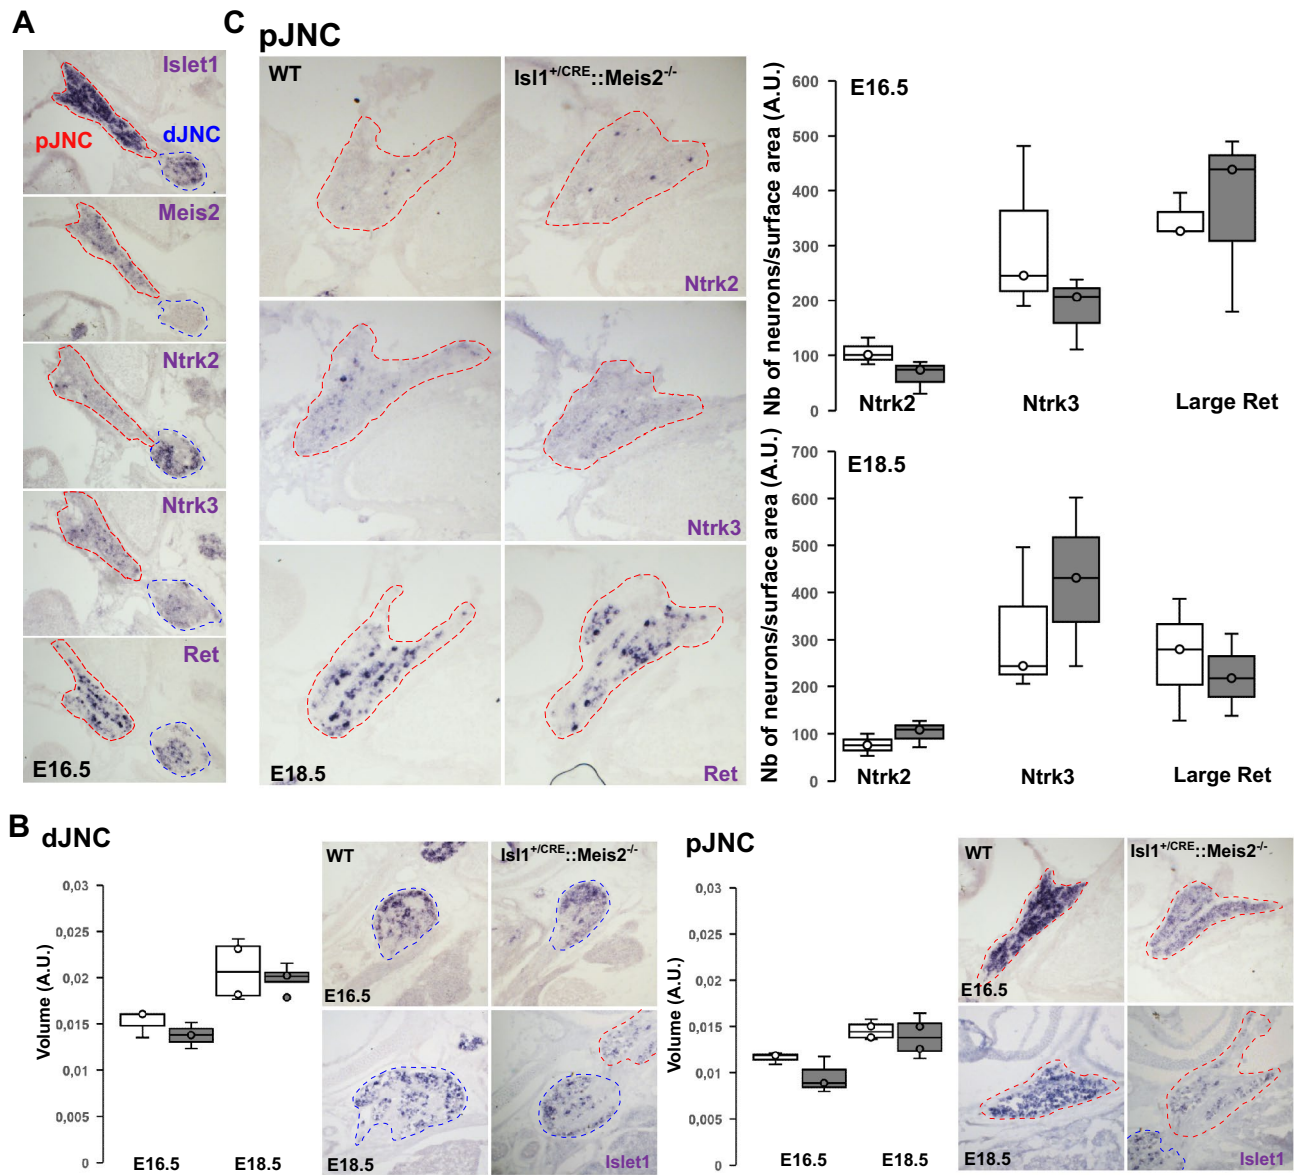 A
Islet1
pJNC
dJNC
Meis2
Ntrk2
Ntrk3
Ret
E16.5
C
pJNC
WT
Isl1+/CRE::Meis2-/-
Ntrk2
Ntrk3
E18.5
Ret
Nb of neurons/surface area (A.U.)
E16.5
600
500
400
300
200
100
0
Ntrk2
Ntrk3
Large Ret
Nb of neurons/surface area (A.U.)
E18.5
700
600
500
400
300
200
100
0
Ntrk2
Ntrk3
Large Ret
B
dJNC
Volume (A.U.)
0,03
0,025
0,02
0,015
0,01
0,005
0
E16.5
E18.5
WT
Isl1+/CRE::Meis2-/-
E16.5
E18.5
Islet1
pJNC
Volume (A.U.)
0,03
0,025
0,02
0,015
0,01
0,005
0
E16.5
E18.5
WT
Isl1+/CRE::Meis2-/-
E16.5
E18.5
Islet1